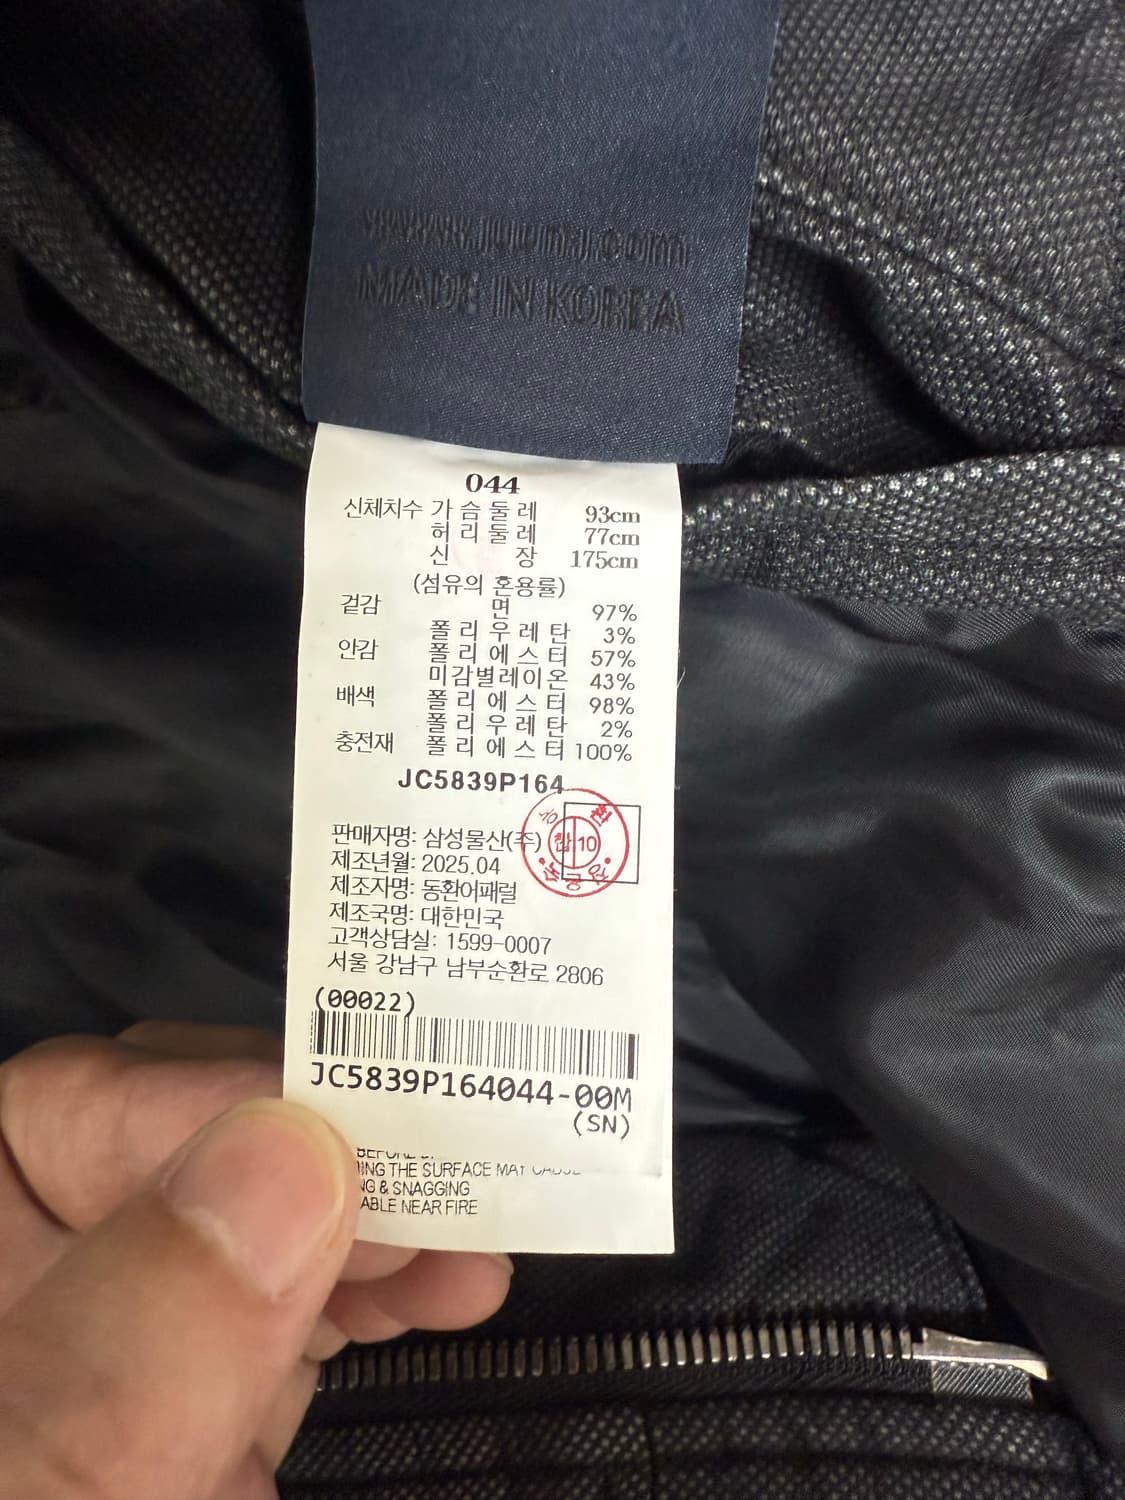 www.juunj.com
MADE IN KOREA
044
신체치수 가 슴 둘 레 93cm
허 리 둘 레 77cm
신 장 175cm
(섬유의 혼용률)
겉감 면 97%
폴 리 우 레 탄 3%
안감 폴 리 에 스 터 57%
미감별레이온 43%
배색 폴 리 에 스 터 98%
폴 리 우 레 탄 2%
충전재 폴 리 에 스 터 100%
JC5839P164
10
판매자명: 삼성물산(주)
제조년월: 2025.04
제조자명: 동환어패럴
제조국명: 대한민국
고객상담실: 1599-0007
서울 강남구 남부순환로 2806
(00022)
JC5839P164044-00M
(SN)
THE SURFACE MAY
& SNAGGING
NEAR FIRE